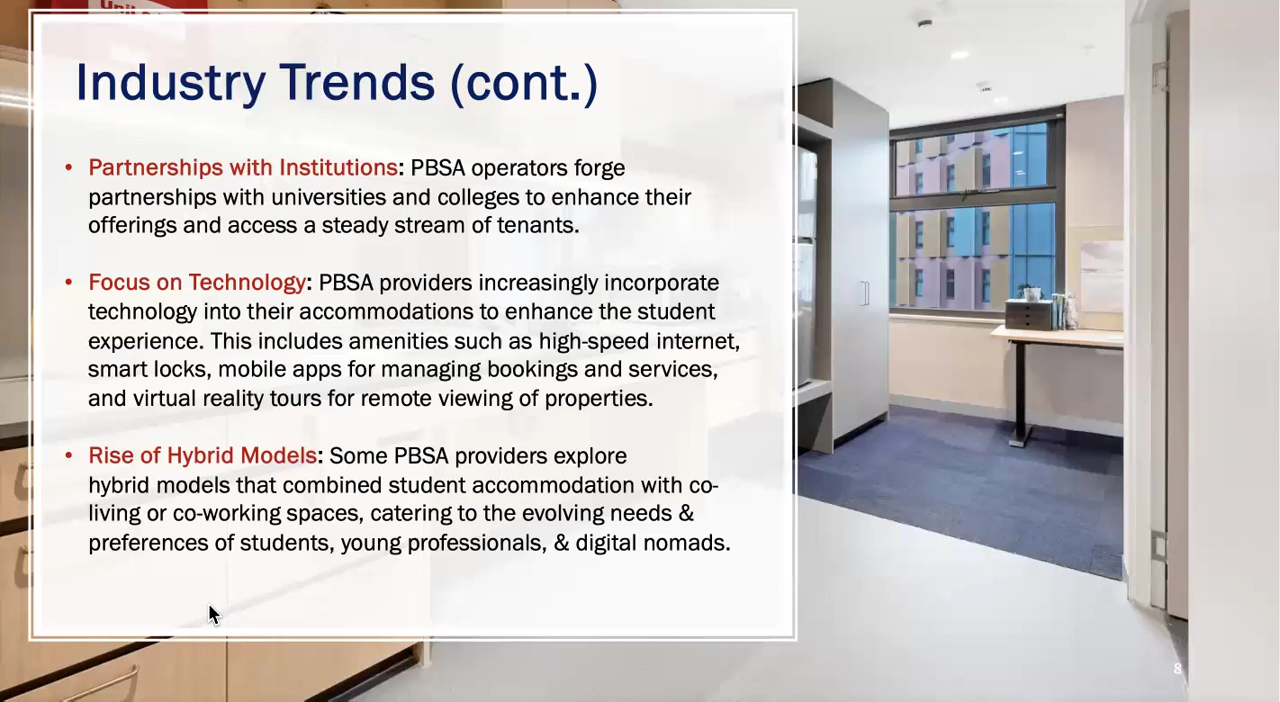 Industry Trends (cont.)
• Partnerships with Institutions: PBSA operators forge
partnerships with universities and colleges to enhance their
offerings and access a steady stream of tenants.
• Focus on Technology: PBSA providers increasingly incorporate
technology into their accommodations to enhance the student
experience. This includes amenities such as high-speed internet,
smart locks, mobile apps for managing bookings and services,
and virtual reality tours for remote viewing of properties.
• Rise of Hybrid Models: Some PBSA providers explore
hybrid models that combined student accommodation with co-
living or co-working spaces, catering to the evolving needs &
preferences of students, young professionals, & digital nomads.
8